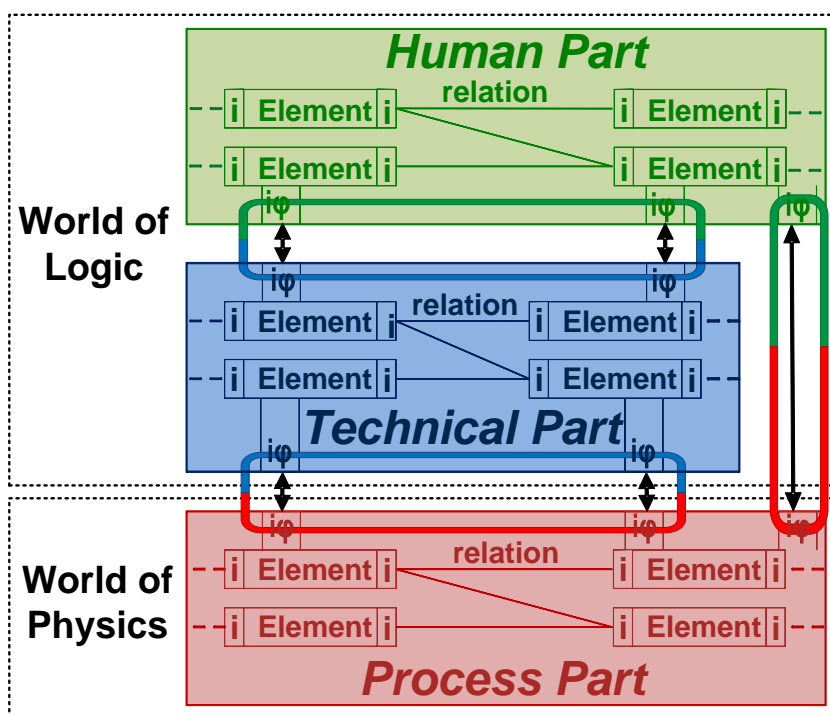 Human Part
relation
i Element i i Element i
i Element i i Element i
iφ iφ iφ
World of
Logic
iφ iφ
relation
i Element i i Element i
i Element i i Element i
Technical Part
iφ iφ
World of
Physics
iφ iφ iφ
relation
i Element i i Element i
i Element i i Element i
Process Part